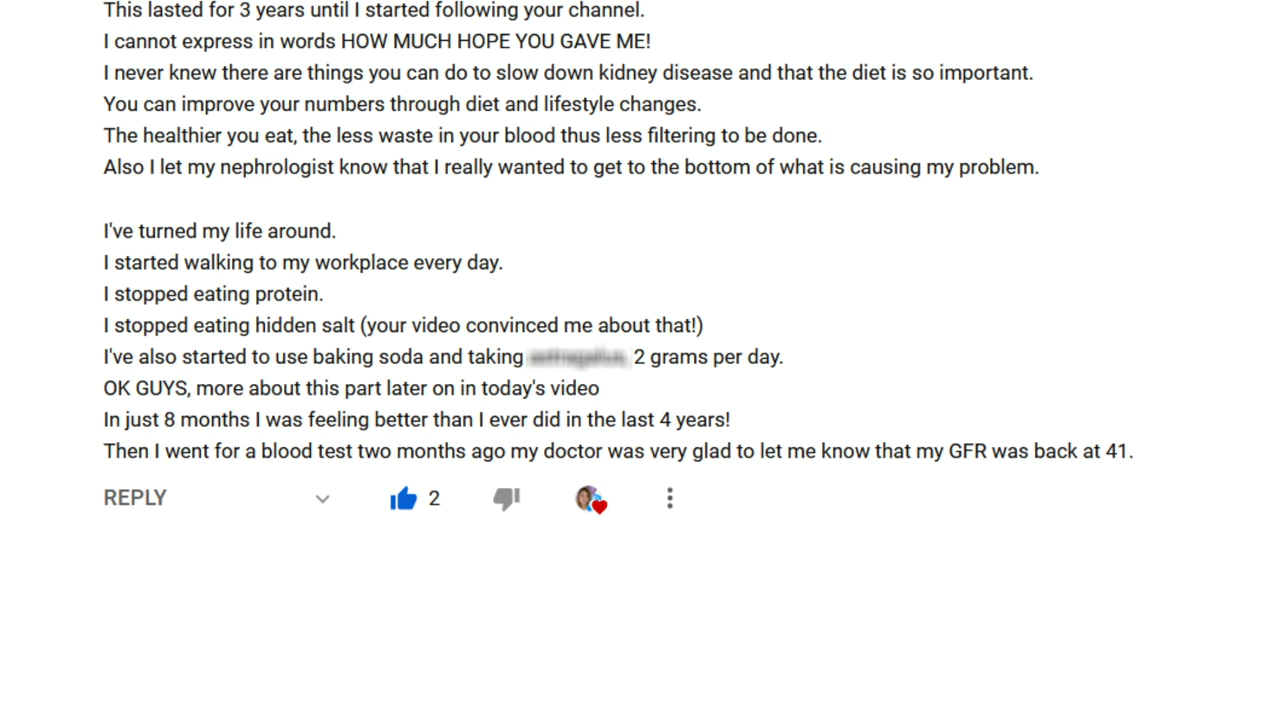 This lasted for 3 years until I started following your channel.
I cannot express in words HOW MUCH HOPE YOU GAVE ME!
I never knew there are things you can do to slow down kidney disease and that the diet is so important.
You can improve your numbers through diet and lifestyle changes.
The healthier you eat, the less waste in your blood thus less filtering to be done.
Also I let my nephrologist know that I really wanted to get to the bottom of what is causing my problem.
I've turned my life around.
I started walking to my workplace every day.
I stopped eating protein.
I stopped eating hidden salt (your video convinced me about that!)
I've also started to use baking soda and taking 2 grams per day.
OK GUYS, more about this part later on in today's video
In just 8 months I was feeling better than I ever did in the last 4 years!
Then I went for a blood test two months ago my doctor was very glad to let me know that my GFR was back at 41.
REPLY 2